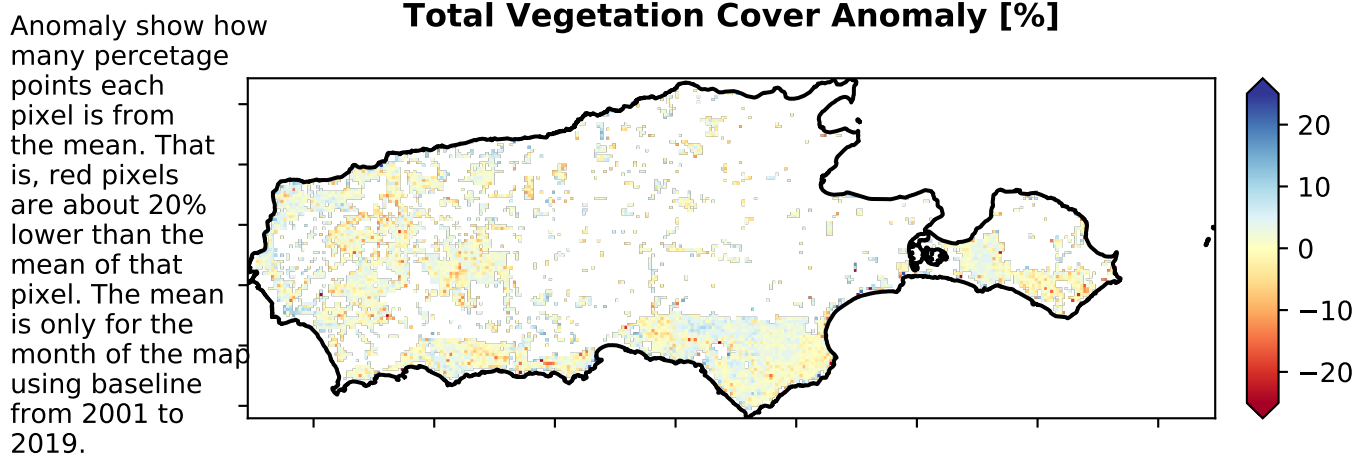 Total Vegetation Cover Anomaly [%]
Anomaly show how
many percetage
points each
pixel is from
the mean. That
is, red pixels
are about 20%
lower than the
mean of that
pixel. The mean
is only for the
month of the map
using baseline
from 2001 to
2019.
20
10
0
−10
−20